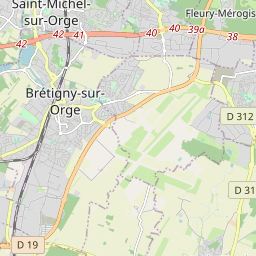 Saint-Michel-
sur-Orge
Fleury-Mérogis
42
41
40
40
39a
38
42
Brétigny-sur-
Orge
D 312
D 31
D 19